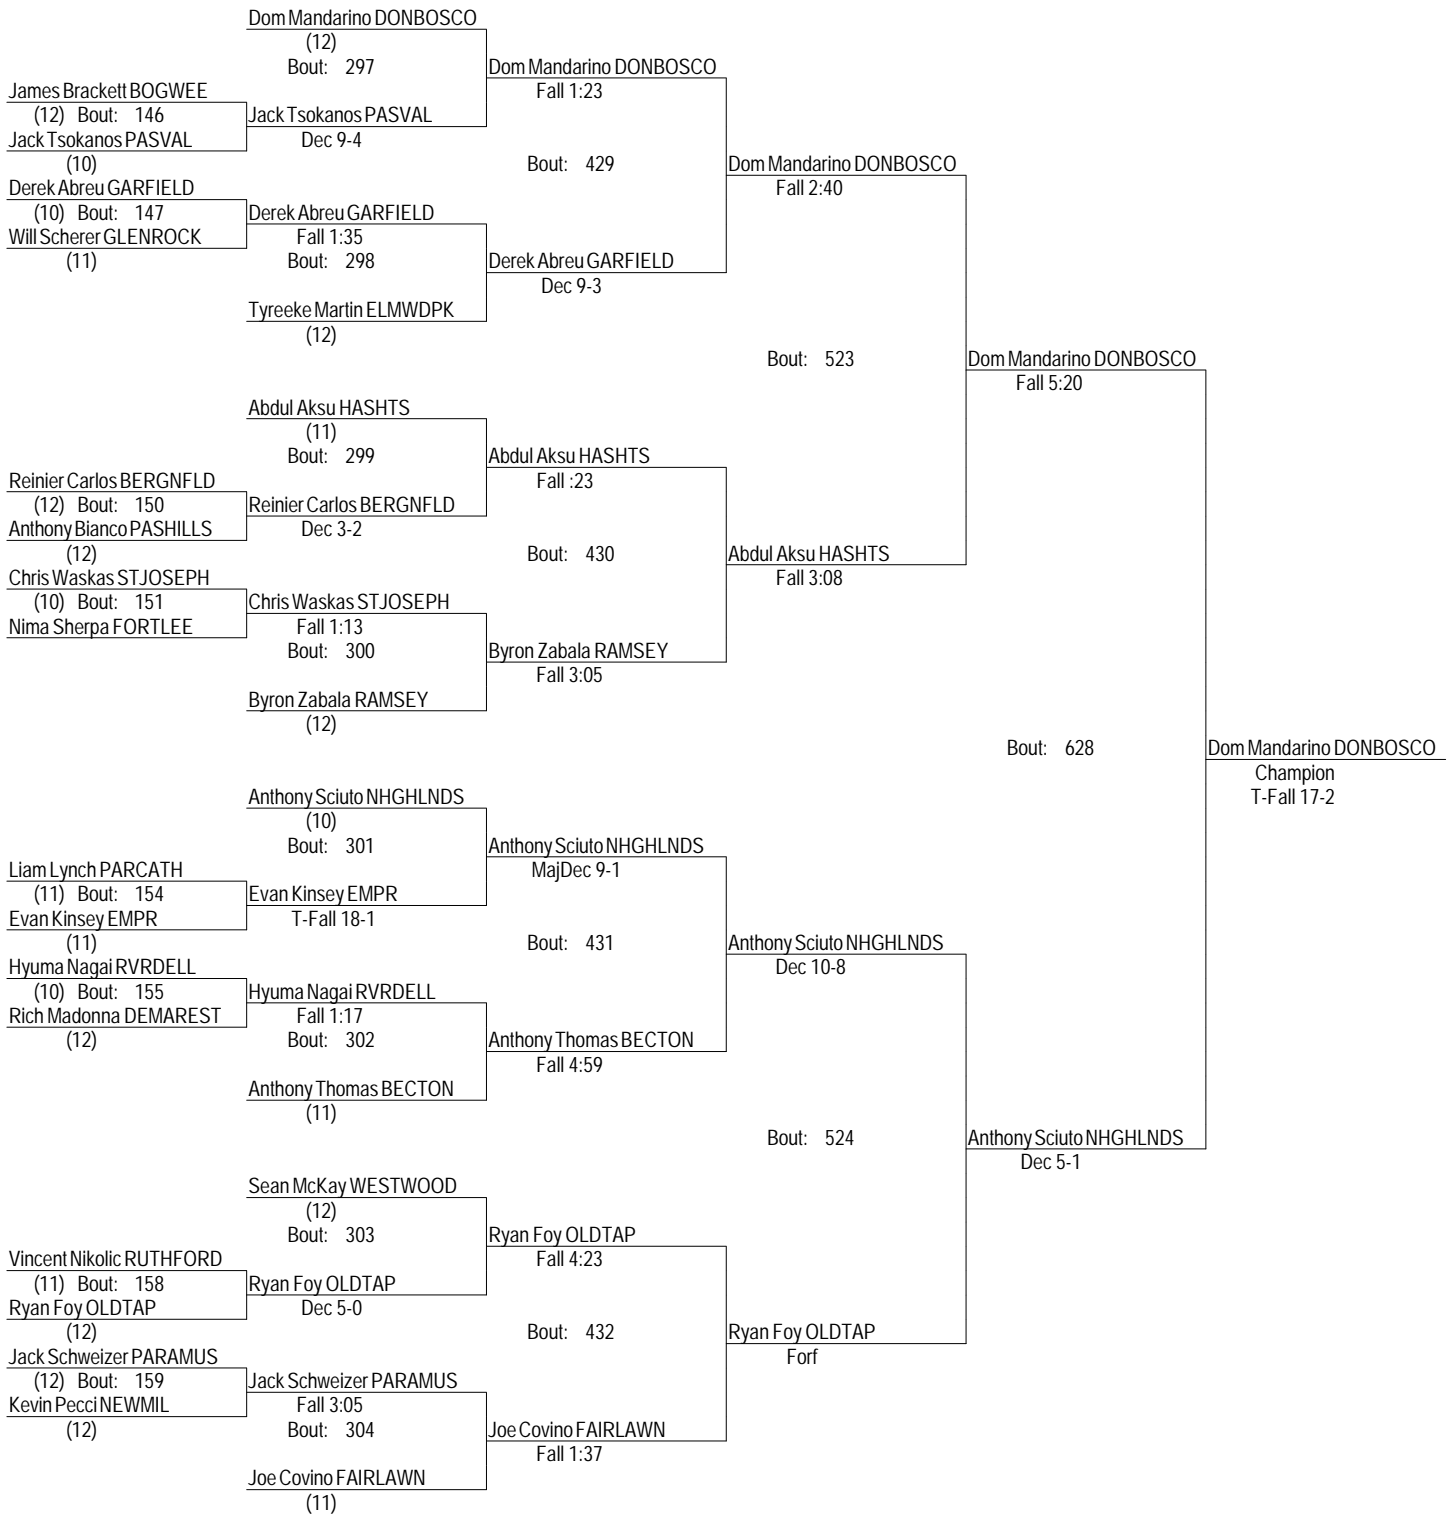 Dom Mandarino DONBOSCO
(12)
Bout: 297
Dom Mandarino DONBOSCO
Fall 1:23
James Brackett BOGWEE
(12) Bout: 146
Jack Tsokanos PASVAL
Dec 9-4
Jack Tsokanos PASVAL
(10)
Bout: 429
Dom Mandarino DONBOSCO
Fall 2:40
Derek Abreu GARFIELD
(10) Bout: 147
Derek Abreu GARFIELD
Will Scherer GLENROCK
Fall 1:35
(11)
Bout: 298
Derek Abreu GARFIELD
Dec 9-3
Tyreeke Martin ELMWDPK
(12)
Bout: 523
Dom Mandarino DONBOSCO
Fall 5:20
Abdul Aksu HASHTS
(11)
Bout: 299
Abdul Aksu HASHTS
Fall :23
Reinier Carlos BERGNFLD
(12) Bout: 150
Reinier Carlos BERGNFLD
Anthony Bianco PASHILLS
Dec 3-2
(12)
Bout: 430
Abdul Aksu HASHTS
Fall 3:08
Chris Waskas STJOSEPH
(10) Bout: 151
Chris Waskas STJOSEPH
Nima Sherpa FORTLEE
Fall 1:13
Bout: 300
Byron Zabala RAMSEY
Fall 3:05
Byron Zabala RAMSEY
(12)
Bout: 628
Dom Mandarino DONBOSCO
Champion
T-Fall 17-2
Anthony Sciuto NHGHLNDS
(10)
Bout: 301
Anthony Sciuto NHGHLNDS
MajDec 9-1
Liam Lynch PARCATH
(11) Bout: 154
Evan Kinsey EMPR
Evan Kinsey EMPR
T-Fall 18-1
(11)
Bout: 431
Anthony Sciuto NHGHLNDS
Dec 10-8
Hyuma Nagai RVRDELL
(10) Bout: 155
Hyuma Nagai RVRDELL
Rich Madonna DEMAREST
Fall 1:17
(12)
Bout: 302
Anthony Thomas BECTON
Fall 4:59
Anthony Thomas BECTON
(11)
Bout: 524
Anthony Sciuto NHGHLNDS
Dec 5-1
Sean McKay WESTWOOD
(12)
Bout: 303
Ryan Foy OLDTAP
Fall 4:23
Vincent Nikolic RUTHFORD
(11) Bout: 158
Ryan Foy OLDTAP
Ryan Foy OLDTAP
Dec 5-0
(12)
Bout: 432
Ryan Foy OLDTAP
Forf
Jack Schweizer PARAMUS
(12) Bout: 159
Jack Schweizer PARAMUS
Kevin Pecci NEWMIL
Fall 3:05
(12)
Bout: 304
Joe Covino FAIRLAWN
Fall 1:37
Joe Covino FAIRLAWN
(11)